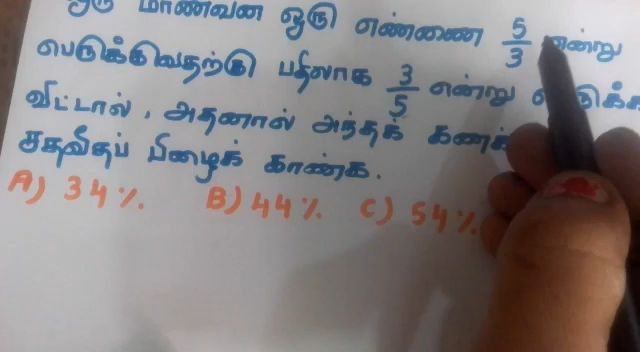 ஒரு மாணவன் ஒரு எண்ணை 5/3 என்று
பெருக்குவதற்கு பதிலாக 3/5 என்று
விட்டால், அதனால் அந்தக்
சதவீதப் பிழைக் காண்க.
A) 34%. B) 44%. C) 54%.